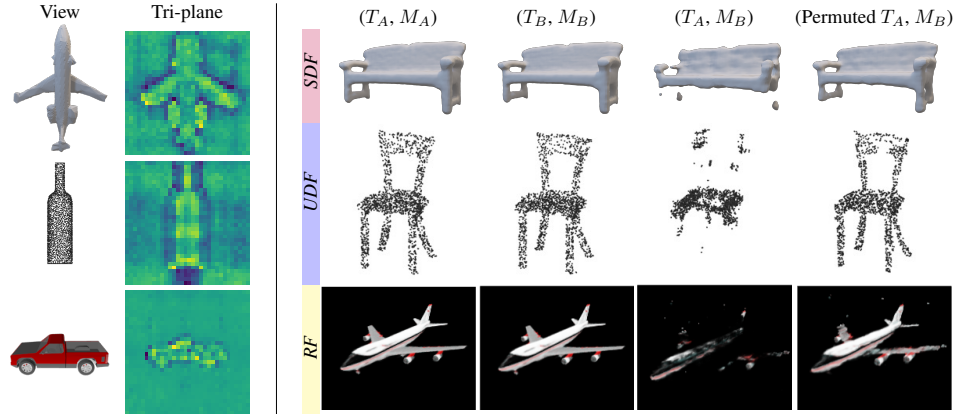 View Tri-plane (T_A, M_A) (T_B, M_B) (T_A, M_B) (Permuted T_A, M_B)
SDF
UDF
RF